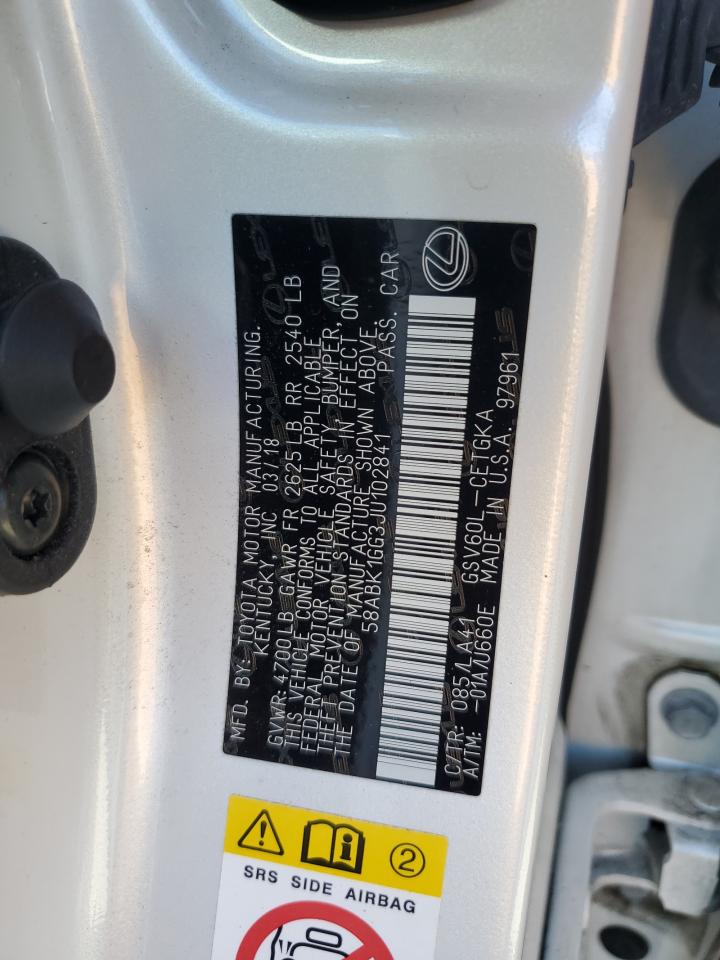 MFD. BY: TOYOTA MOTOR MANUFACTURING.
KENTUCKY, INC 03/18
GVWR: 4700LB GAWR FR 2625LB RR 2540 LB
THIS VEHICLE CONFORMS TO ALL APPLICABLE
FEDERAL MOTOR VEHICLE SAFETY, BUMPER, AND
THEFT PREVENTION STANDARDS IN EFFECT ON
THE DATE OF MANUFACTURE SHOWN ABOVE.
58ABK1GG3JU102841 PASS. CAR
C/TR: 085/LA41 GSV60L-CETGKA
A/TM: -01A/U660E MADE IN U.S.A. 9Z961
2
SRS SIDE AIRBAG